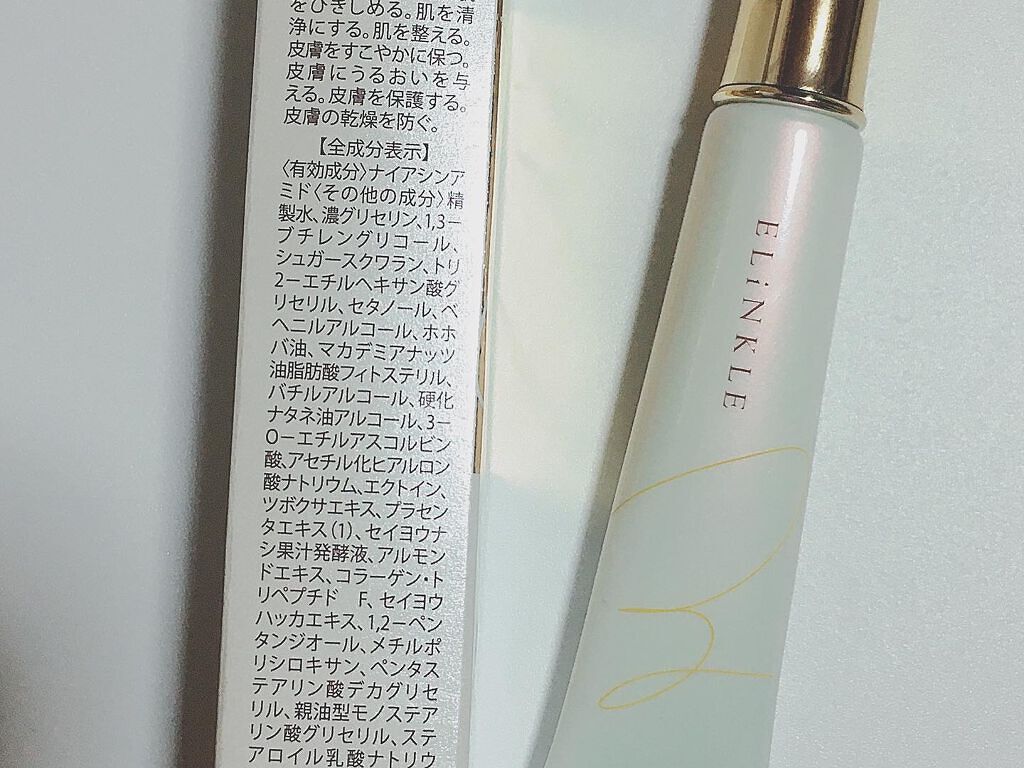 をひきしめる。肌を清
浄にする。肌を整える。
皮膚をすこやかに保つ。
皮膚にうるおいを与
える。皮膚を保護する。
皮膚の乾燥を防ぐ。
【全成分表示】
〈有効成分〉ナイアシンア
ミド〈その他の成分〉精
製水、濃グリセリン、1,3ー
ブチレングリコール、
シュガースクワラン、トリ
2ーエチルヘキサン酸グ
リセリル、セタノール、ベ
ヘニルアルコール、ホホ
バ油、マカデミアナッツ
油脂肪酸フィトステリル、
バチルアルコール、硬化
ナタネ油アルコール、3ー
Oーエチルアスコルビン
酸、アセチル化ヒアルロン
酸ナトリウム、エクトイン、
ツボクサエキス、プラセン
タエキス(1)、セイヨウナ
シ果汁発酵液、アルモン
ドエキス、コラーゲン・ト
リペプチド F、セイヨウ
ハッカエキス、1,2ーペン
タンジオール、メチルポ
リシロキサン、ペンタス
テアリン酸デカグリセ
リル、親油型モノステア
リン酸グリセリル、ステ
アロイル乳酸ナトリウ
ELiNKLE